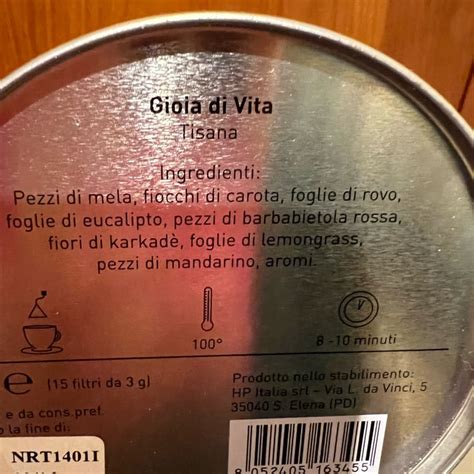 Gioia di Vita
Tisana
Ingredienti:
Pezzi di mela, fiocchi di carota, foglie di rovo,
foglie di eucalipto, pezzi di barbabietola rossa,
fiori di karkadè, foglie di lemongrass,
pezzi di mandarino, aromi.
100°
8 -10 minuti
e (15 filtri da 3 g)
e da cons.pref.
la fine di:
NRT1401I
Prodotto nello stabilimento:
HP Italia srl - Via L. da Vinci, 5
35040 S. Elena (PD)
8 052405 163455